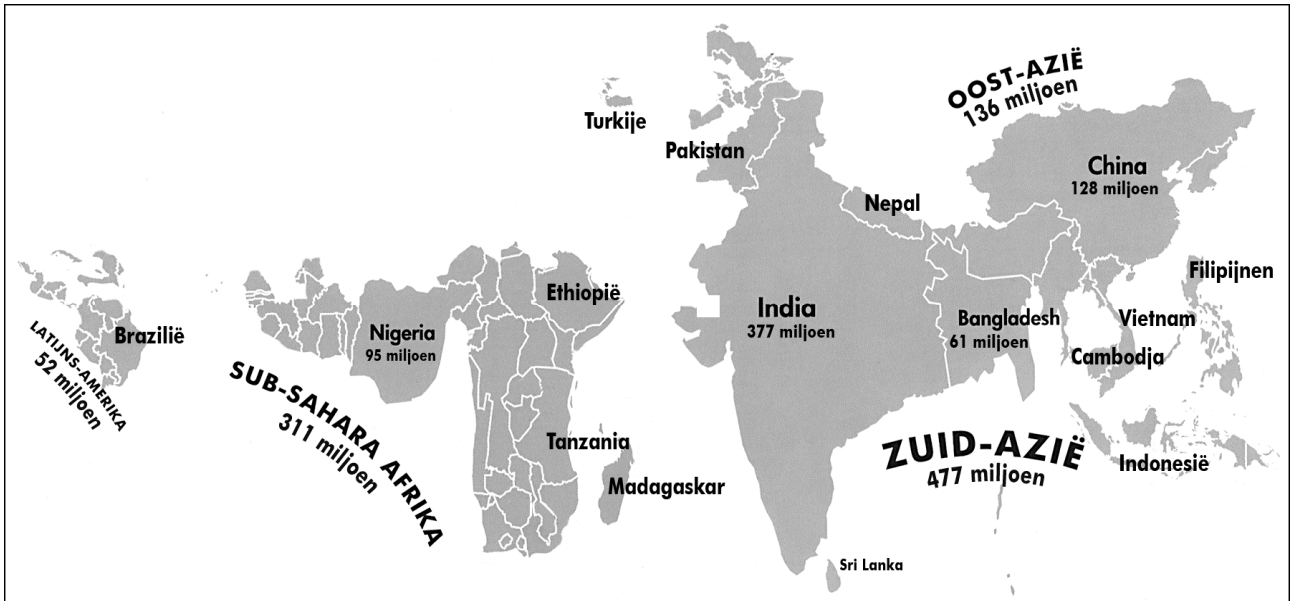 LATIJNS-AMERIKA
52 miljoen
Brazilië
SUB-SAHARA AFRIKA
311 miljoen
Nigeria
95 miljoen
Ethiopië
Tanzania
Madagaskar
Turkije
Pakistan
Nepal
India
377 miljoen
Bangladesh
61 miljoen
ZUID-AZIË
477 miljoen
Sri Lanka
OOST-AZIË
136 miljoen
China
128 miljoen
Filipijnen
Vietnam
Cambodja
Indonesië